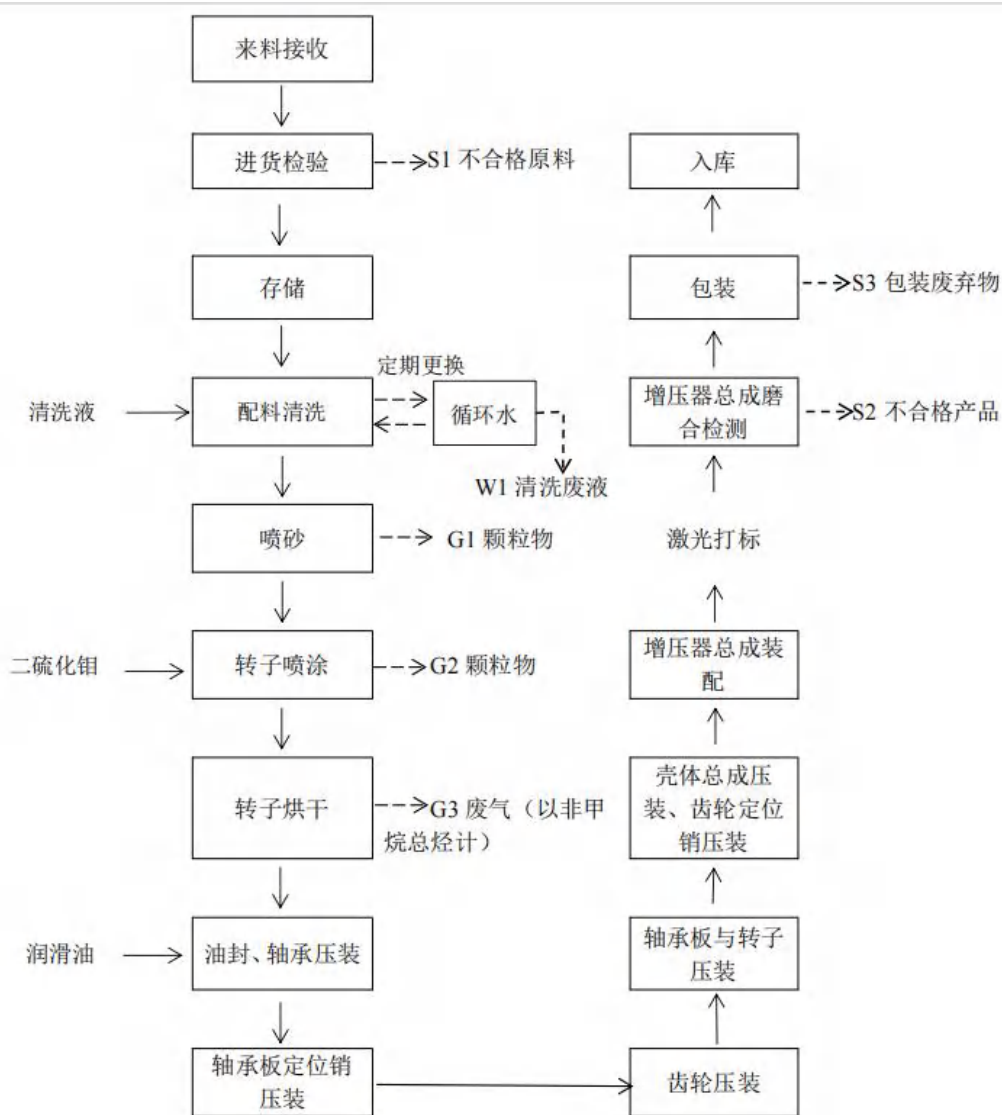 来料接收
进货检验
S1 不合格原料
存储
定期更换
清洗液
配料清洗
循环水
W1 清洗废液
喷砂
G1 颗粒物
二硫化钼
转子喷涂
G2 颗粒物
转子烘干
G3 废气（以非甲
烷总烃计）
润滑油
油封、轴承压装
轴承板定位销
压装
齿轮压装
轴承板与转子
压装
壳体总成压
装、齿轮定位
销压装
增压器总成装
配
激光打标
增压器总成磨
合检测
S2 不合格产品
包装
S3 包装废弃物
入库